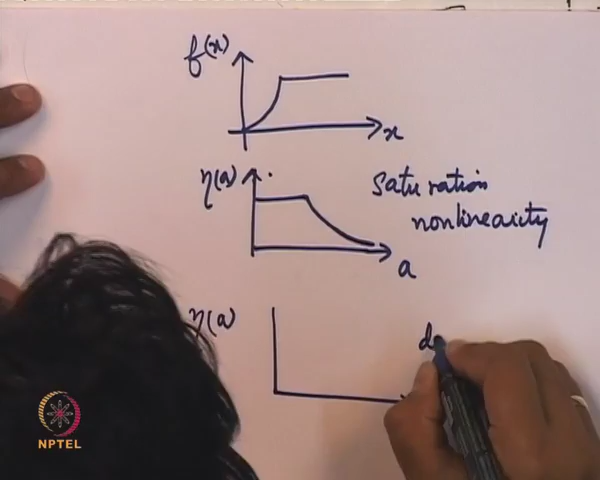 f(x)
x
η(a)
saturation
nonlinearity
a
η(a)
d
NPTEL